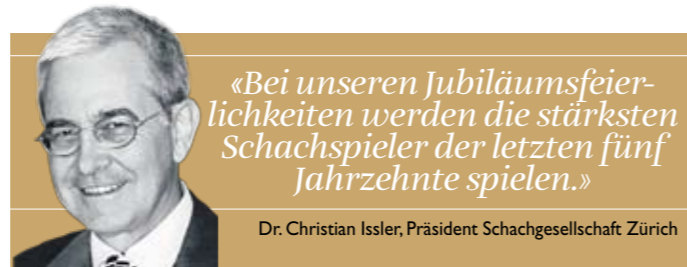 «Bei unseren Jubiläumsfeier-
lichkeiten werden die stärksten
Schachspieler der letzten fünf
Jahrzehnte spielen.»
Dr. Christian Issler, Präsident Schachgesellschaft Zürich